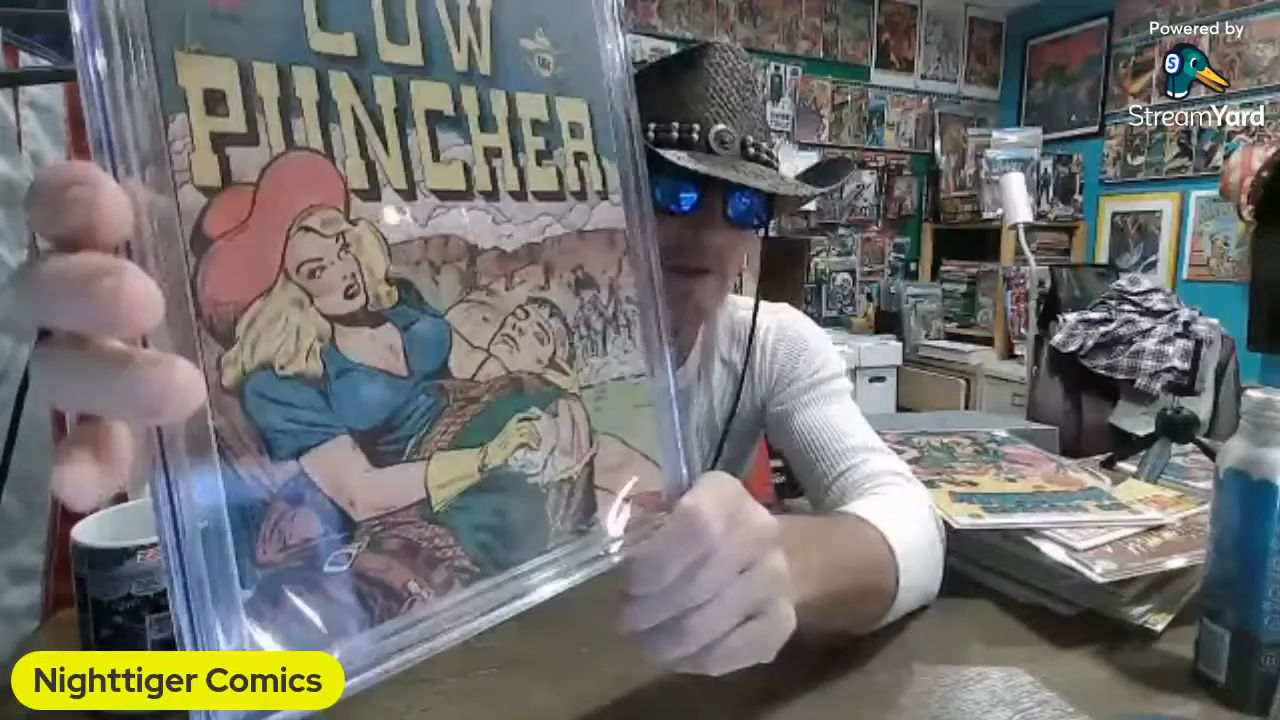 COW
PUNCHER
Powered by
S
StreamYard
Nighttiger Comics